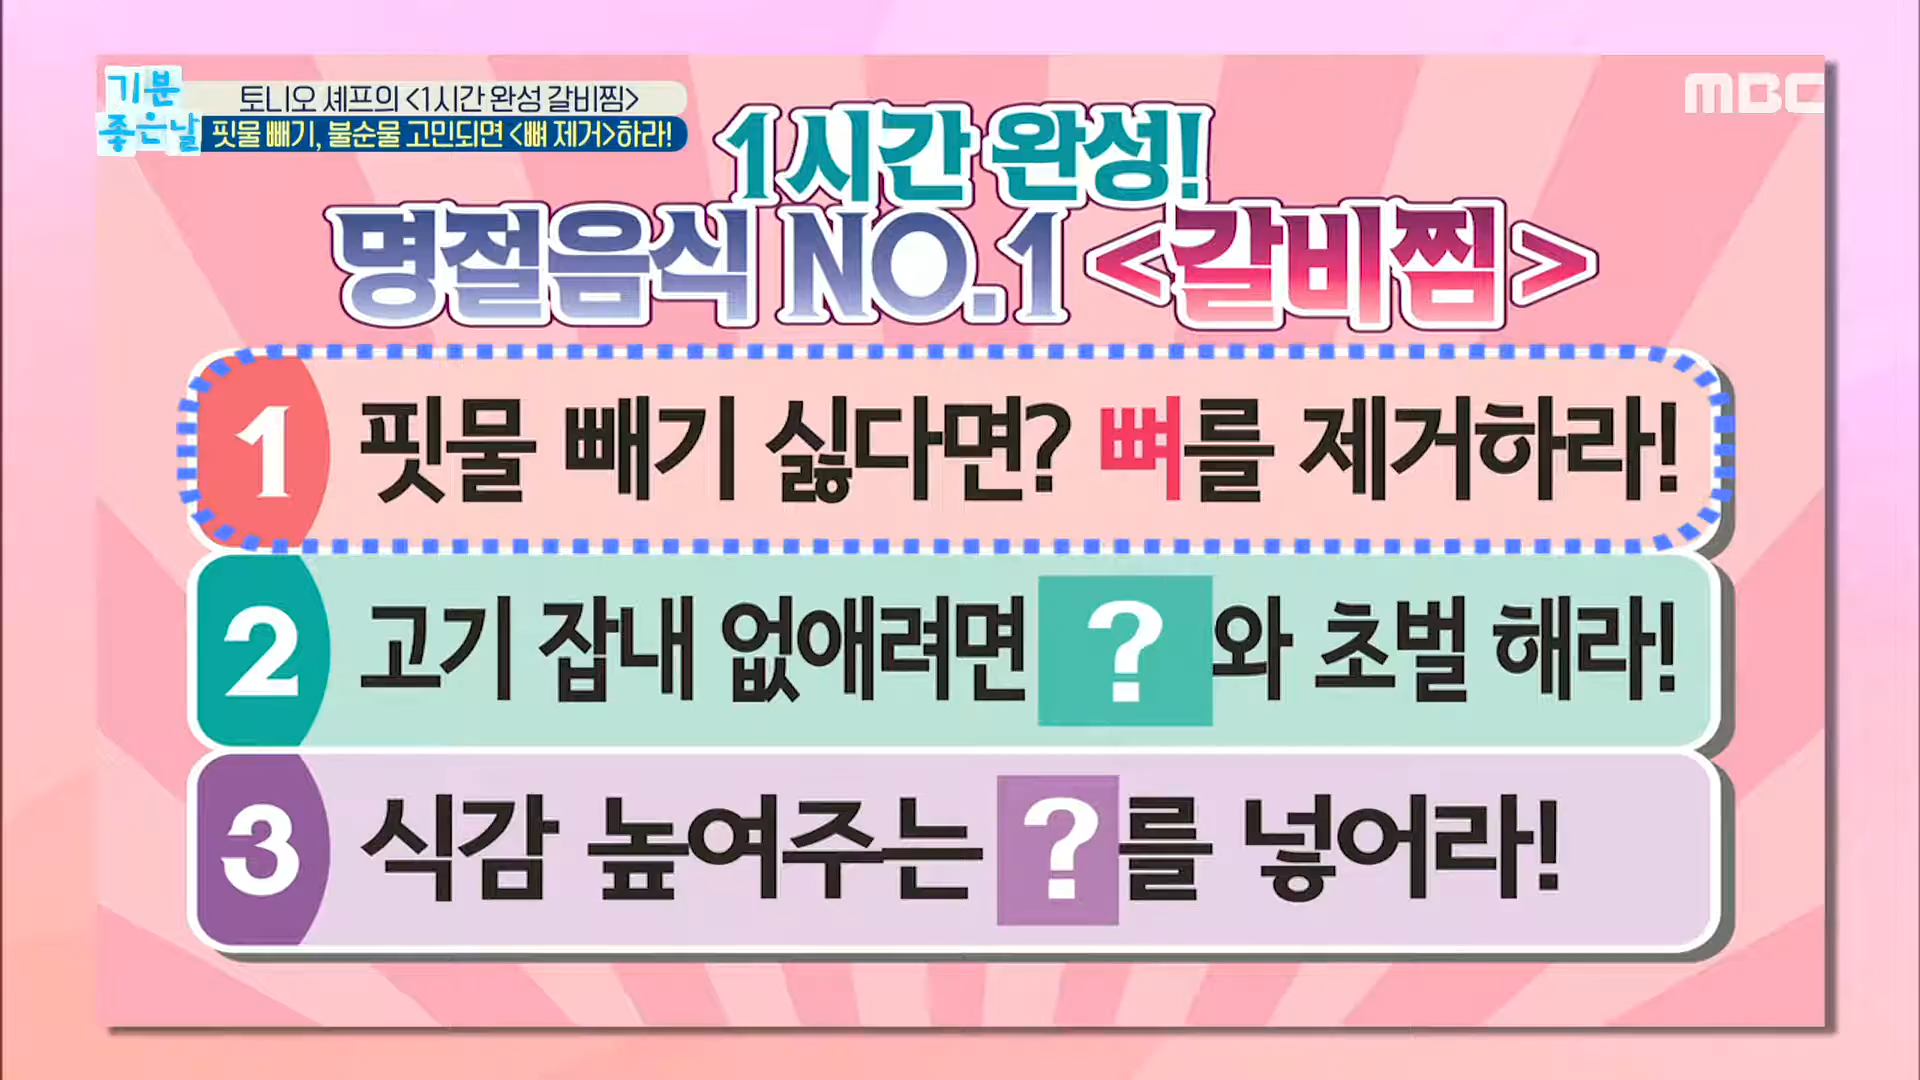 기분
좋은날
토니오 셰프의 <1시간 완성 갈비찜>
핏물 빼기, 불순물 고민되면 <뼈 제거>하라!
MBC
1시간 완성!
명절음식 NO.1 <갈비찜>
1 핏물 빼기 싫다면? 뼈를 제거하라!
2 고기 잡내 없애려면 ?와 초벌 해라!
3 식감 높여주는 ?를 넣어라!